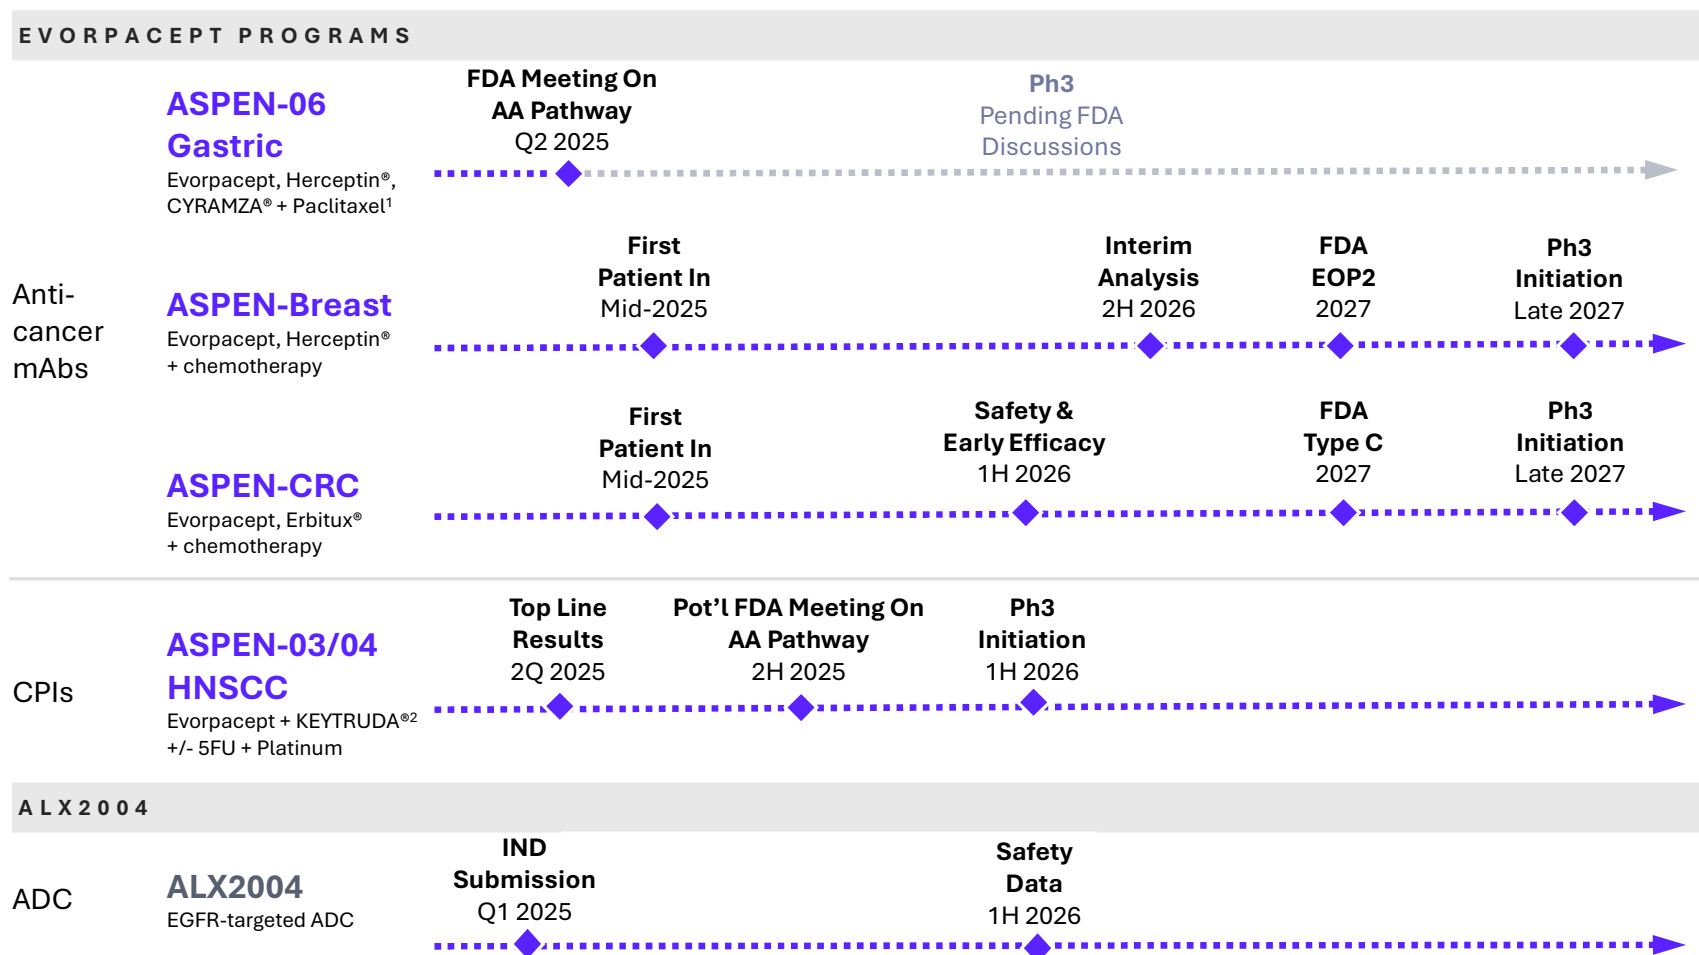 EVORPACEPT PROGRAMS
Anti-
cancer
mAbs
ASPEN-06
Gastric
Evorpacept, Herceptin®,
CYRAMZA® + Paclitaxel¹
FDA Meeting On
AA Pathway
Q2 2025
Ph3
Pending FDA
Discussions
ASPEN-Breast
Evorpacept, Herceptin®
+ chemotherapy
First
Patient In
Mid-2025
Interim
Analysis
2H 2026
FDA
EOP2
2027
Ph3
Initiation
Late 2027
ASPEN-CRC
Evorpacept, Erbitux®
+ chemotherapy
First
Patient In
Mid-2025
Safety &
Early Efficacy
1H 2026
FDA
Type C
2027
Ph3
Initiation
Late 2027
CPIs
ASPEN-03/04
HNSCC
Evorpacept + KEYTRUDA®²
+/- 5FU + Platinum
Top Line
Results
2Q 2025
Pot’l FDA Meeting On
AA Pathway
2H 2025
Ph3
Initiation
1H 2026
ALX2004
ADC
ALX2004
EGFR-targeted ADC
IND
Submission
Q1 2025
Safety
Data
1H 2026